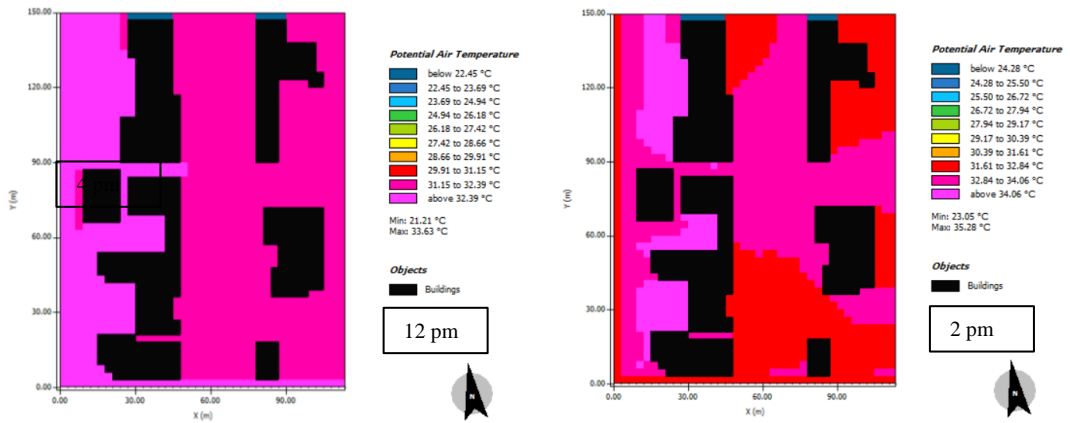 150.00
120.00
90.00
60.00
30.00
0.00
Y (m)
0.00 30.00 60.00 90.00
X (m)
4 pm
Potential Air Temperature
below 22.45 °C
22.45 to 23.69 °C
23.69 to 24.94 °C
24.94 to 26.18 °C
26.18 to 27.42 °C
27.42 to 28.66 °C
28.66 to 29.91 °C
29.91 to 31.15 °C
31.15 to 32.39 °C
above 32.39 °C
Min: 21.21 °C
Max: 33.63 °C
Objects
Buildings
12 pm
N
150.00
120.00
90.00
60.00
30.00
0.00
Y (m)
0.00 30.00 60.00 90.00
X (m)
Potential Air Temperature
below 24.28 °C
24.28 to 25.50 °C
25.50 to 26.72 °C
26.72 to 27.94 °C
27.94 to 29.17 °C
29.17 to 30.39 °C
30.39 to 31.61 °C
31.61 to 32.84 °C
32.84 to 34.06 °C
above 34.06 °C
Min: 23.05 °C
Max: 35.28 °C
Objects
Buildings
2 pm
N